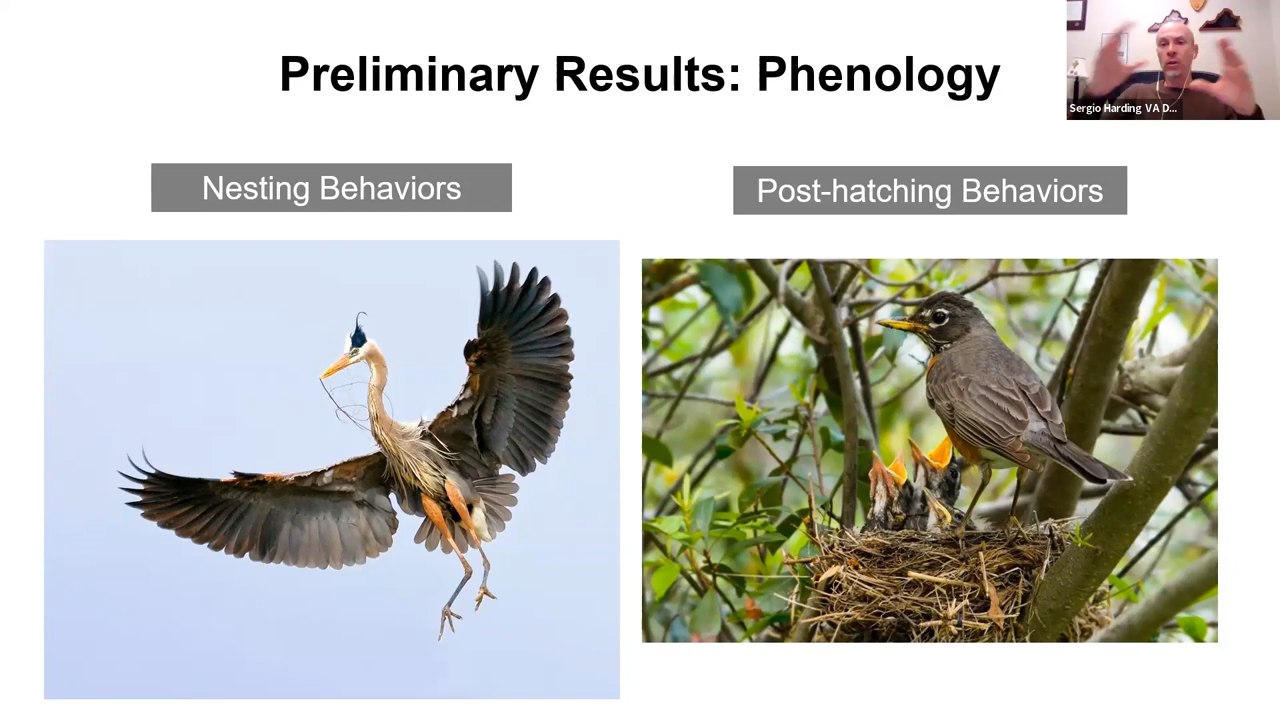 Preliminary Results: Phenology
Sergio Harding VA D...
Nesting Behaviors
Post-hatching Behaviors